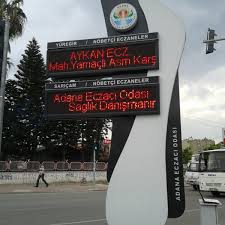 YÜREĞİR / NÖBETÇİ ECZANELER
AYKAN ECZ
Mah Yamaçlı Asm Karş
SARIÇAM / NÖBETÇİ ECZANELER
Adana Eczacı Odası
Saglik Danışmanır
ADANA ECZACI ODASI